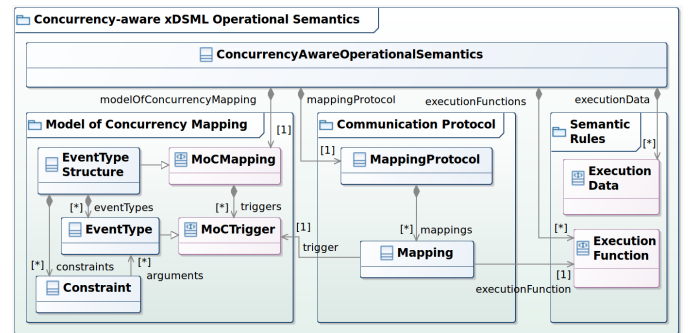 Concurrency-aware xDSML Operational Semantics
ConcurrencyAwareOperationalSemantics
modelOfConcurrencyMapping
mappingProtocol
executionFunctions
executionData
Model of Concurrency Mapping
[1]
Communication Protocol
Semantic
Rules
[*]
EventType
Structure
MoCMapping
[1]
MappingProtocol
Execution
Data
[*]
eventTypes
[*]
triggers
[*]
mappings
[*]
EventType
MoCTrigger
[1]
trigger
Mapping
Execution
Function
[*]
constraints
[*]
arguments
[1]
executionFunction
Constraint